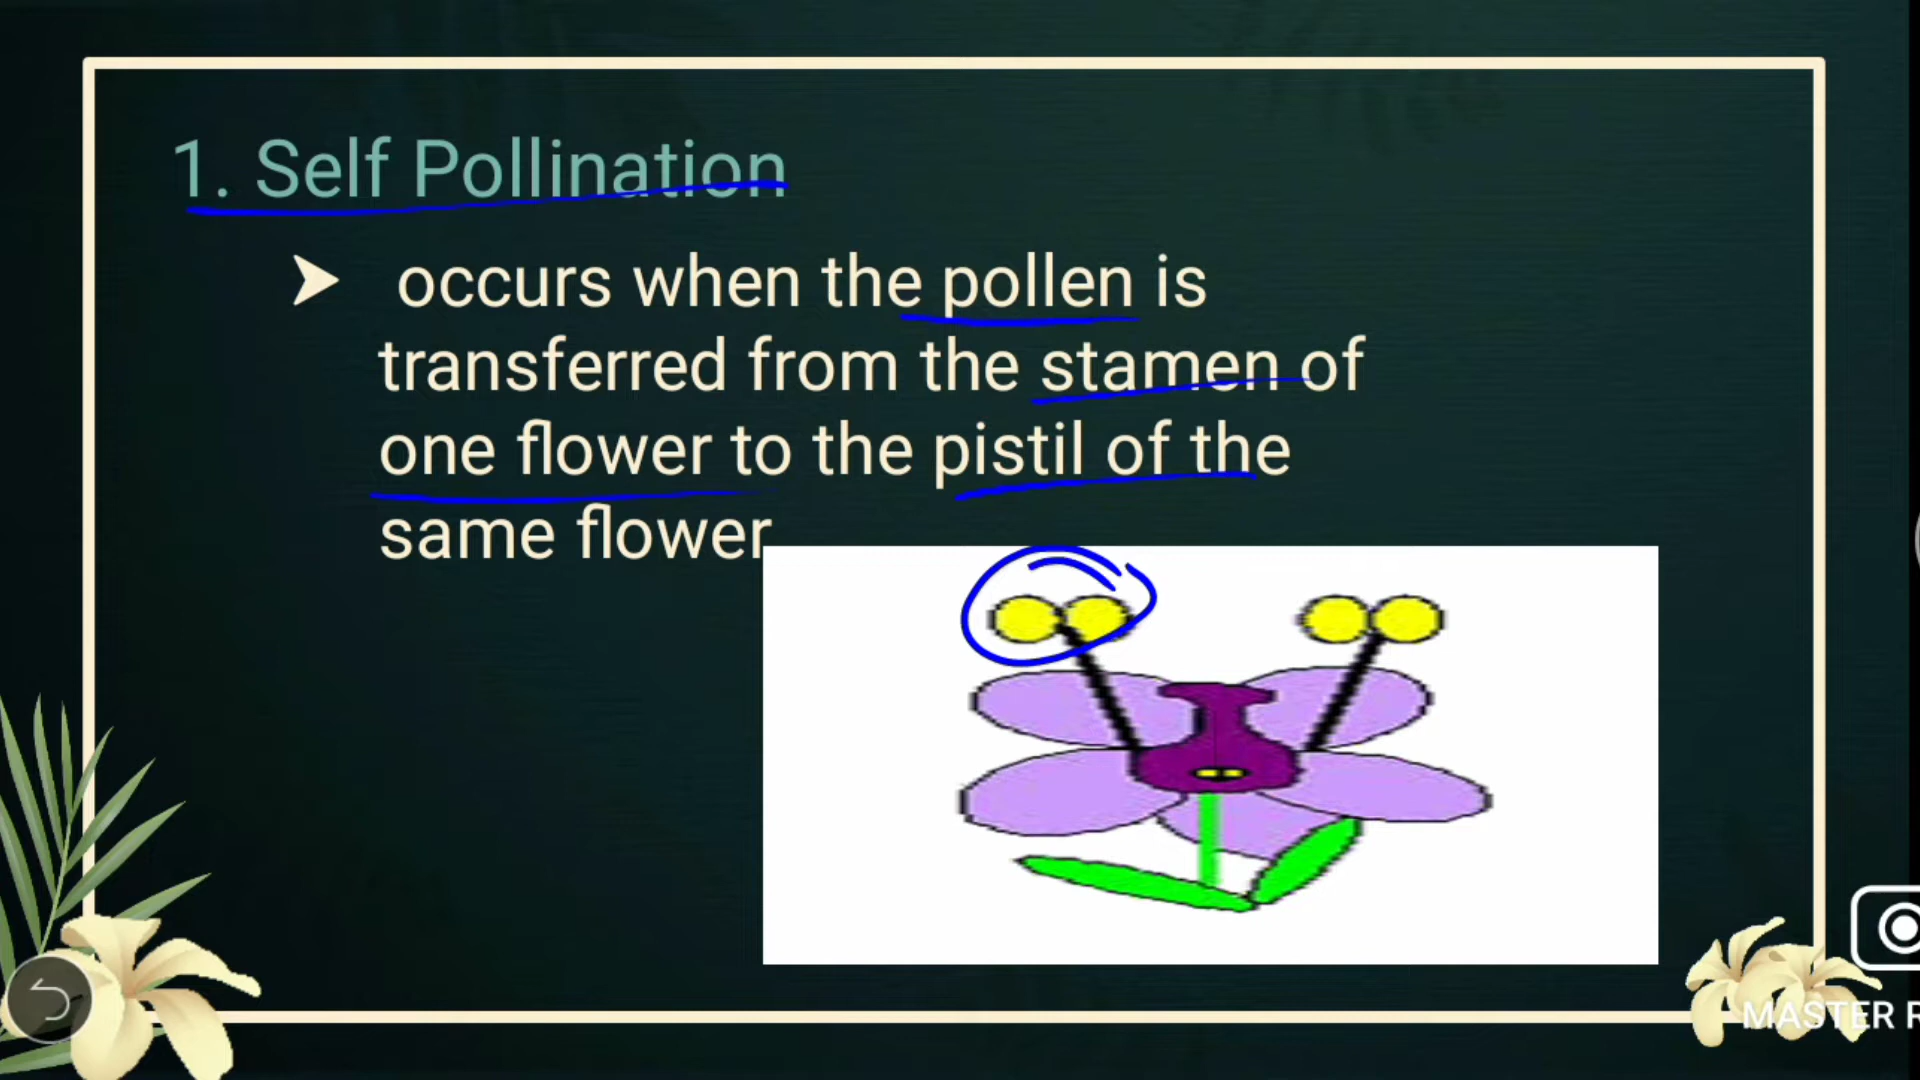 1. Self Pollination
➤ occurs when the pollen is
transferred from the stamen of
one flower to the pistil of the
same flower
MASTER R